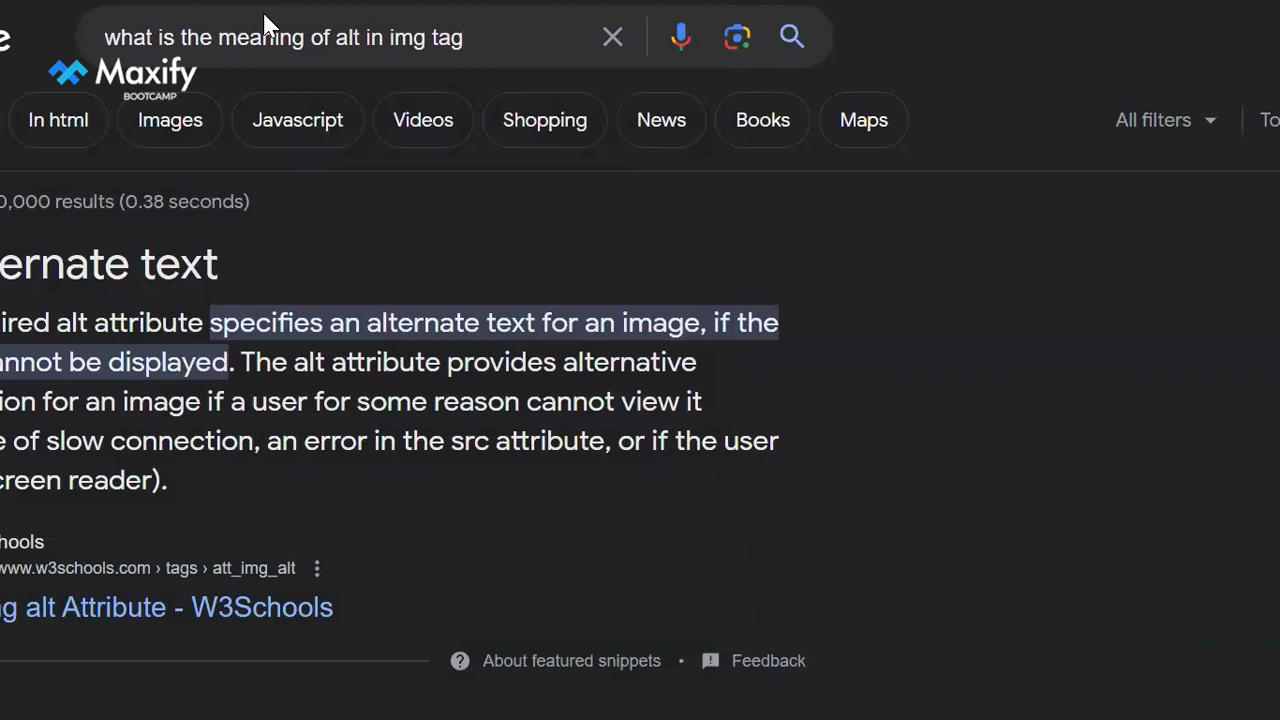 e
what is the meaning of alt in img tag
Maxify
BOOTCAMP
In html Images Javascript Videos Shopping News Books Maps All filters To
0,000 results (0.38 seconds)
ernate text
ired alt attribute specifies an alternate text for an image, if the
annot be displayed. The alt attribute provides alternative
ion for an image if a user for some reason cannot view it
e of slow connection, an error in the src attribute, or if the user
creen reader).
hools
www.w3schools.com › tags › att_img_alt
g alt Attribute - W3Schools
About featured snippets • Feedback